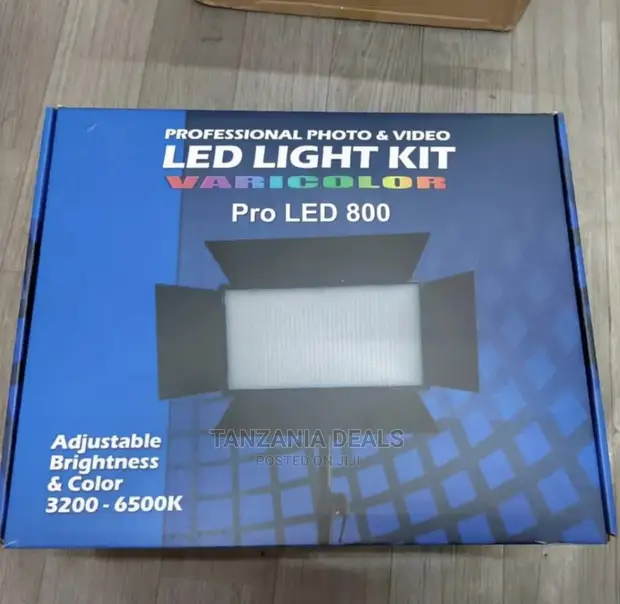 PROFESSIONAL PHOTO & VIDEO
LED LIGHT KIT
VARICOLOR
Pro LED 800
TANZANIA DEALS
POSTED ON JIJI
Adjustable
Brightness
& Color
3200 - 6500K